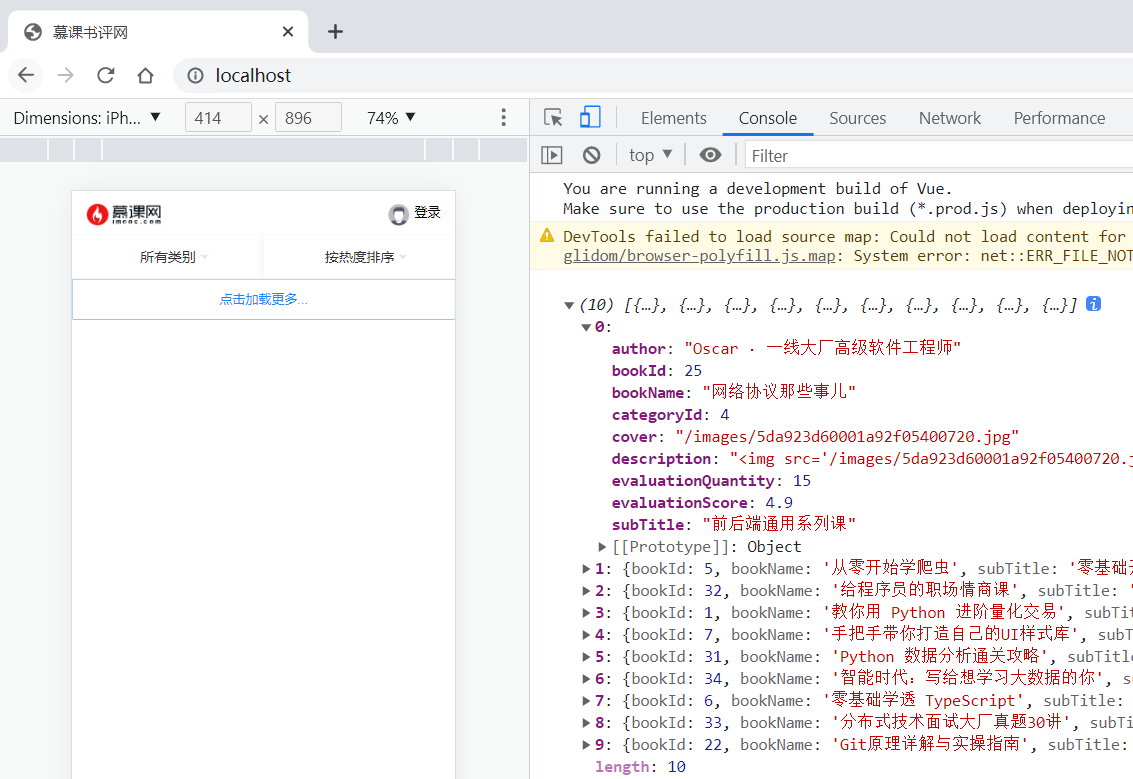 慕课书评网
localhost
Dimensions: iPh... 414 × 896 74%
Elements Console Sources Network Performance
top Filter
慕课网
imooc.com
登录
所有类别 按热度排序
点击加载更多...
You are running a development build of Vue.
Make sure to use the production build (*.prod.js) when deployin
DevTools failed to load source map: Could not load content for
glidom/browser-polyfill.js.map: System error: net::ERR_FILE_NOT
(10) [{…}, {…}, {…}, {…}, {…}, {…}, {…}, {…}, {…}, {…}]
0:
author: "Oscar · 一线大厂高级软件工程师"
bookId: 25
bookName: "网络协议那些事儿"
categoryId: 4
cover: "/images/5da923d60001a92f05400720.jpg"
description: "<img src='/images/5da923d60001a92f05400720.j
evaluationQuantity: 15
evaluationScore: 4.9
subTitle: "前后端通用系列课"
[[Prototype]]: Object
1: {bookId: 5, bookName: '从零开始学爬虫', subTitle: '零基础开
2: {bookId: 32, bookName: '给程序员的职场情商课', subTitle: '
3: {bookId: 1, bookName: '教你用 Python 进阶量化交易', subTit
4: {bookId: 7, bookName: '手把手带你打造自己的UI样式库', subT
5: {bookId: 31, bookName: 'Python 数据分析通关攻略', subTitle
6: {bookId: 34, bookName: '智能时代：写给想学习大数据的你', su
7: {bookId: 6, bookName: '零基础学透 TypeScript', subTitle:
8: {bookId: 33, bookName: '分布式技术面试大厂真题30讲', subTi
9: {bookId: 22, bookName: 'Git原理详解与实操指南', subTitle:
length: 10